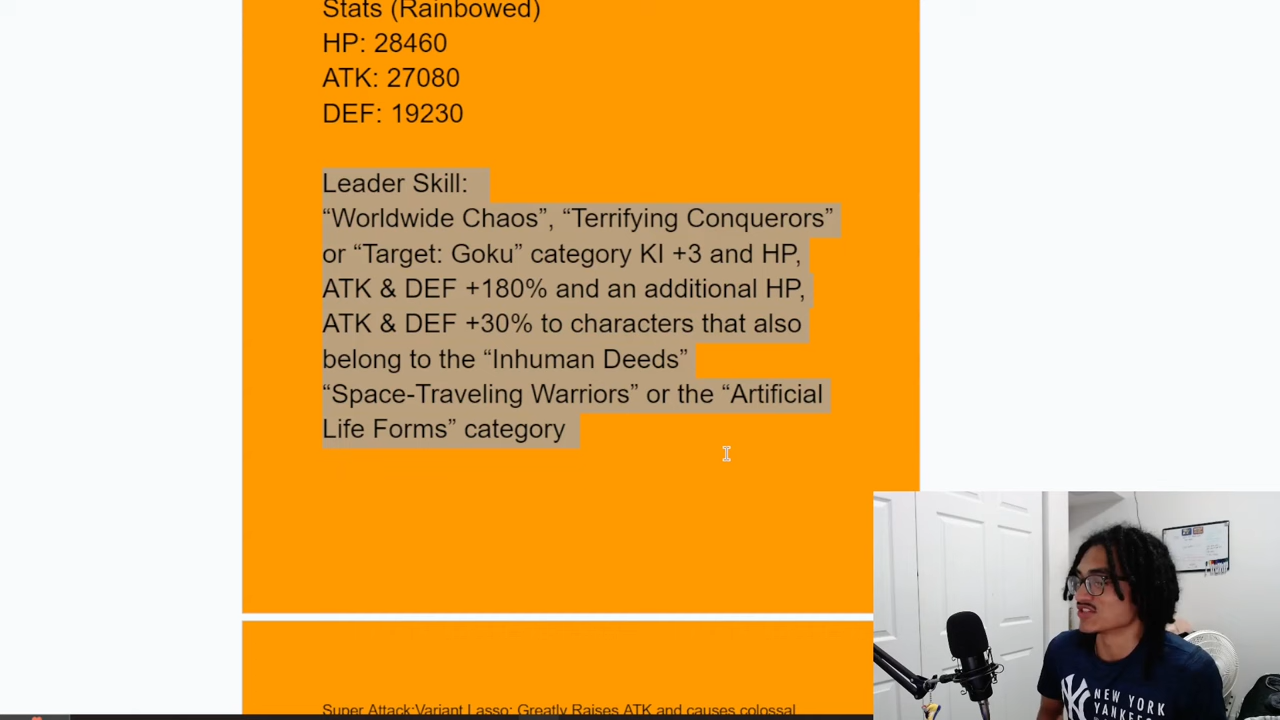 Stats (Rainbowed)
HP: 28460
ATK: 27080
DEF: 19230
Leader Skill:
“Worldwide Chaos”, “Terrifying Conquerors”
or “Target: Goku” category KI +3 and HP,
ATK & DEF +180% and an additional HP,
ATK & DEF +30% to characters that also
belong to the “Inhuman Deeds”
“Space-Traveling Warriors” or the “Artificial
Life Forms” category
Super Attack:Variant Lasso: Greatly Raises ATK and causes colossal
NEW YORK
YANKEES